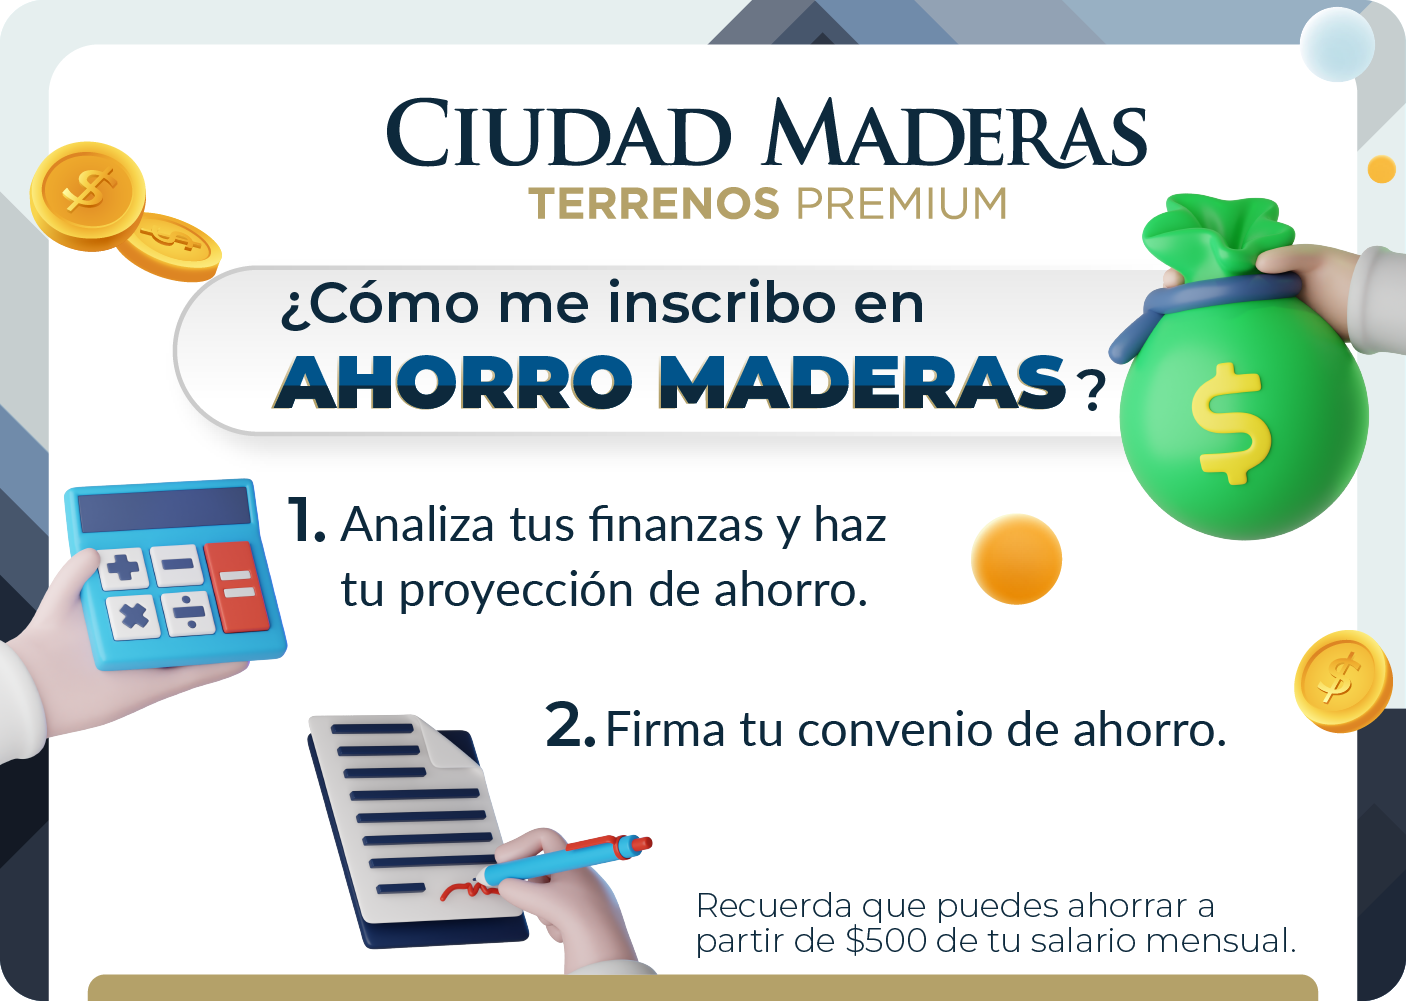 CIUDAD MADERAS
TERRENOS PREMIUM
¿Cómo me inscribo en
AHORRO MADERAS?
1. Analiza tus finanzas y haz
tu proyección de ahorro.
2. Firma tu convenio de ahorro.
Recuerda que puedes ahorrar a
partir de $500 de tu salario mensual.